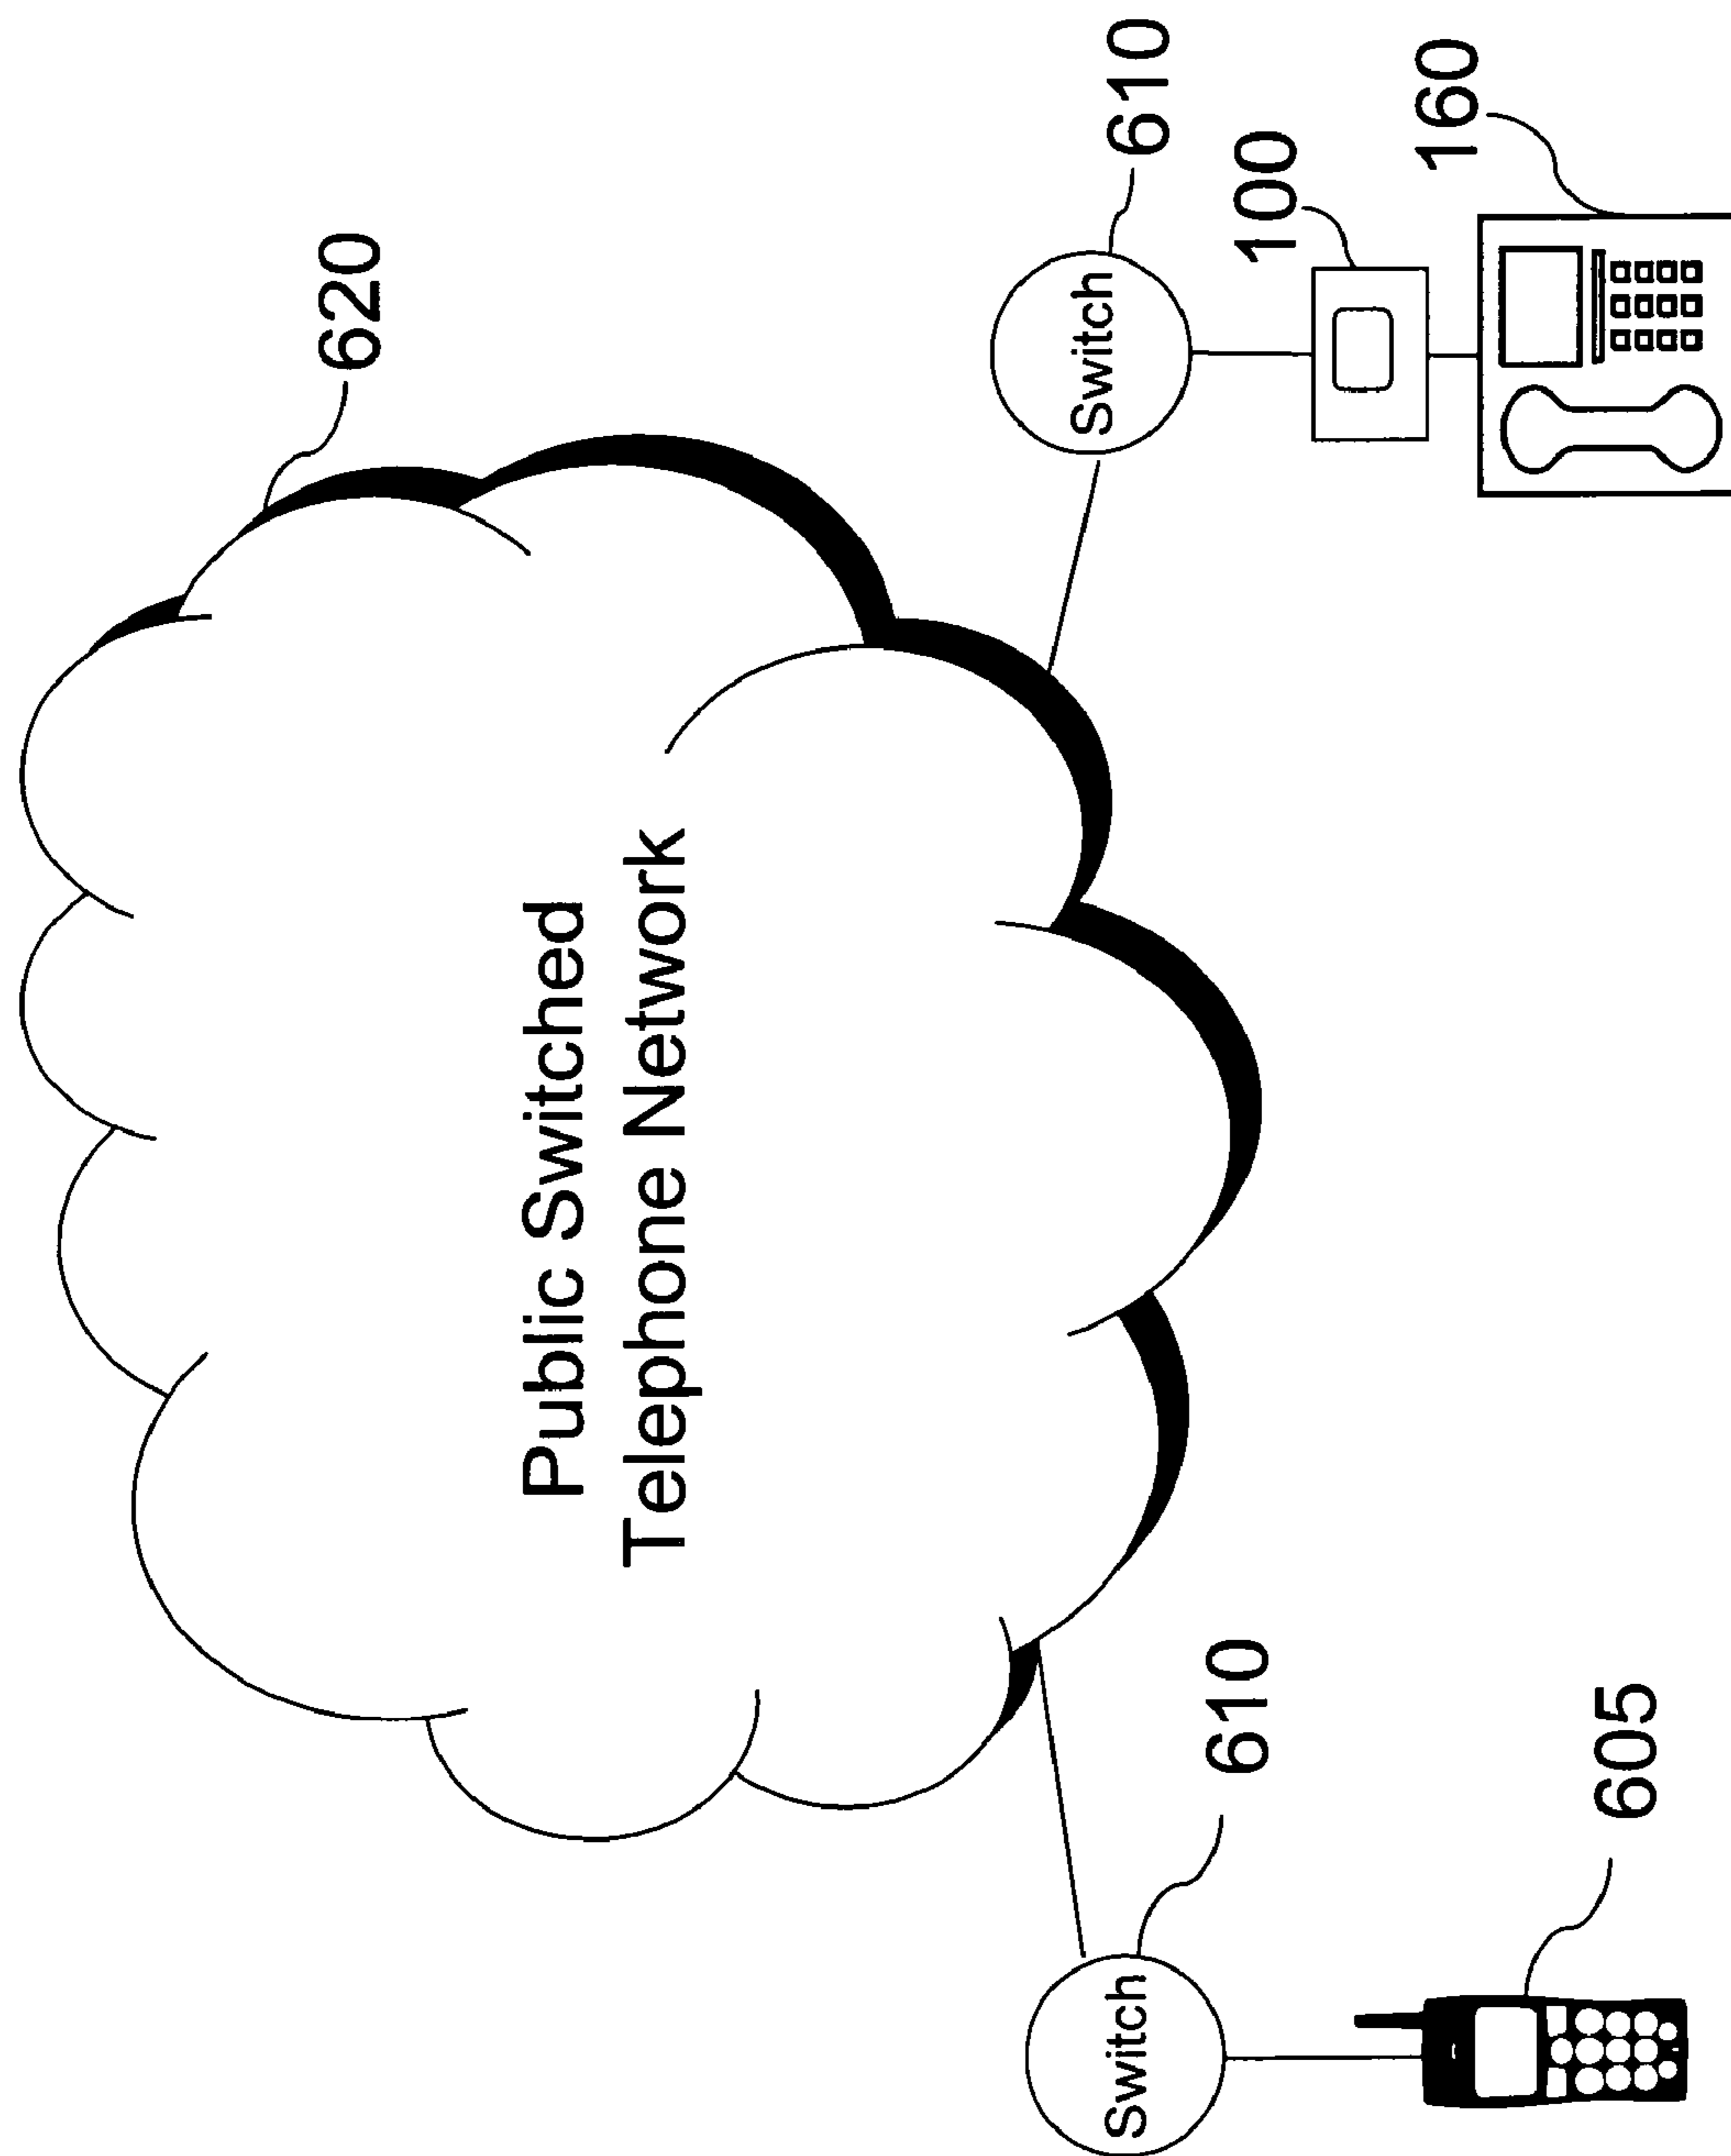 620
Public Switched
Telephone Network
Switch
610
Switch
610
100
160
605